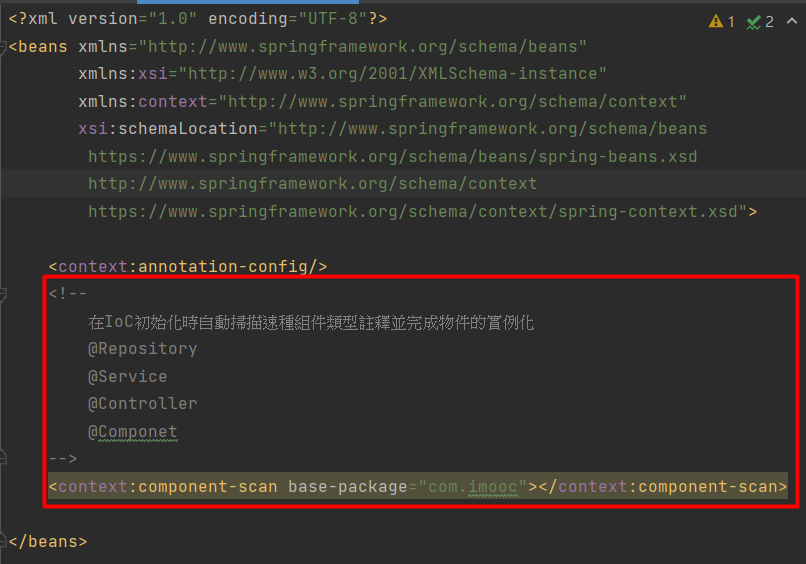 <?xml version="1.0" encoding="UTF-8"?>
1 2
<beans xmlns="http://www.springframework.org/schema/beans"
xmlns:xsi="http://www.w3.org/2001/XMLSchema-instance"
xmlns:context="http://www.springframework.org/schema/context"
xsi:schemaLocation="http://www.springframework.org/schema/beans
https://www.springframework.org/schema/beans/spring-beans.xsd
http://www.springframework.org/schema/context
https://www.springframework.org/schema/context/spring-context.xsd">
<context:annotation-config/>
<!--
在IoC初始化時自動掃描速種組件類型註釋並完成物件的實例化
@Repository
@Service
@Controller
@Componet
-->
<context:component-scan base-package="com.imooc"></context:component-scan>
</beans>